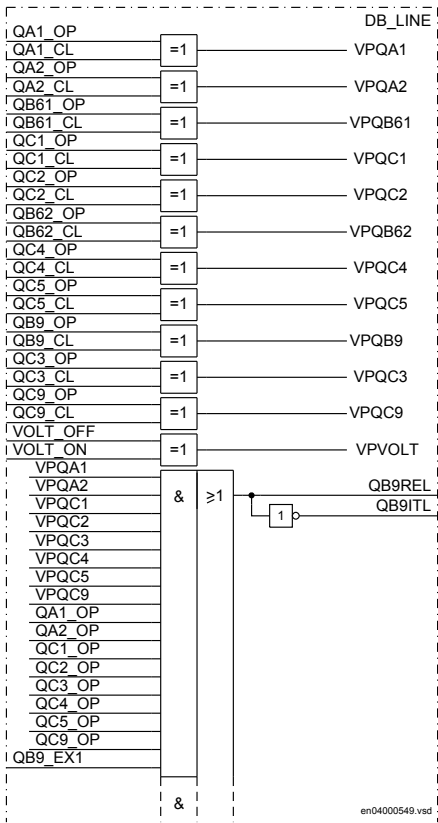 DB_LINE
QA1_OP
QA1_CL =1 VPQA1
QA2_OP
QA2_CL =1 VPQA2
QB61_OP
QB61_CL =1 VPQB61
QC1_OP
QC1_CL =1 VPQC1
QC2_OP
QC2_CL =1 VPQC2
QB62_OP
QB62_CL =1 VPQB62
QC4_OP
QC4_CL =1 VPQC4
QC5_OP
QC5_CL =1 VPQC5
QB9_OP
QB9_CL =1 VPQB9
QC3_OP
QC3_CL =1 VPQC3
QC9_OP
QC9_CL =1 VPQC9
VOLT_OFF
VOLT_ON =1 VPVOLT
VPQA1
VPQA2 & ≥1 QB9REL
VPQC1 1 QB9ITL
VPQC2
VPQC3
VPQC4
VPQC5
VPQC9
QA1_OP
QA2_OP
QC1_OP
QC2_OP
QC3_OP
QC4_OP
QC5_OP
QC9_OP
QB9_EX1
&
en04000549.vsd